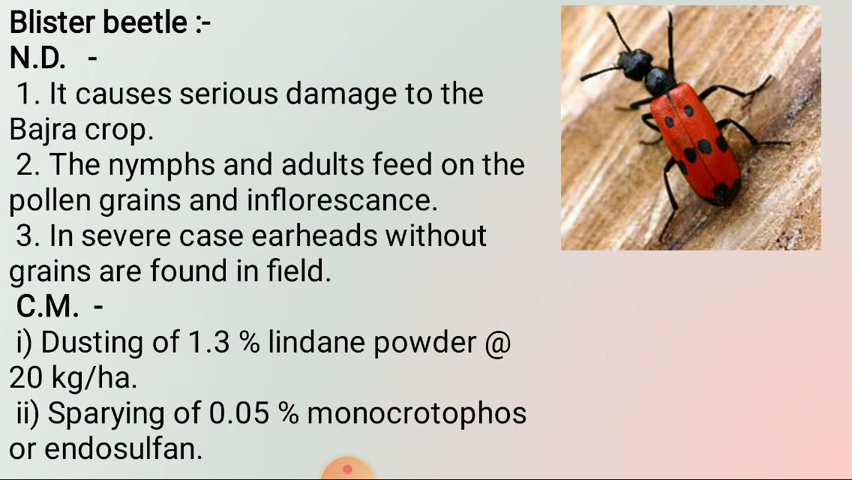 Blister beetle :-
N.D. -
1. It causes serious damage to the
Bajra crop.
2. The nymphs and adults feed on the
pollen grains and inflorescance.
3. In severe case earheads without
grains are found in field.
C.M. -
i) Dusting of 1.3 % lindane powder @
20 kg/ha.
ii) Sparying of 0.05 % monocrotophos
or endosulfan.